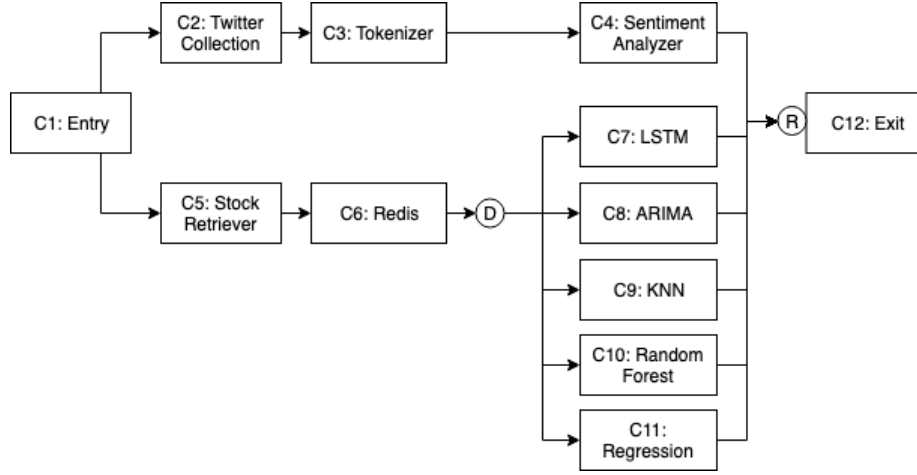 C2: Twitter
Collection
C3: Tokenizer
C4: Sentiment
Analyzer
C1: Entry
C7: LSTM
R
C12: Exit
C5: Stock
Retriever
C6: Redis
D
C8: ARIMA
C9: KNN
C10: Random
Forest
C11:
Regression